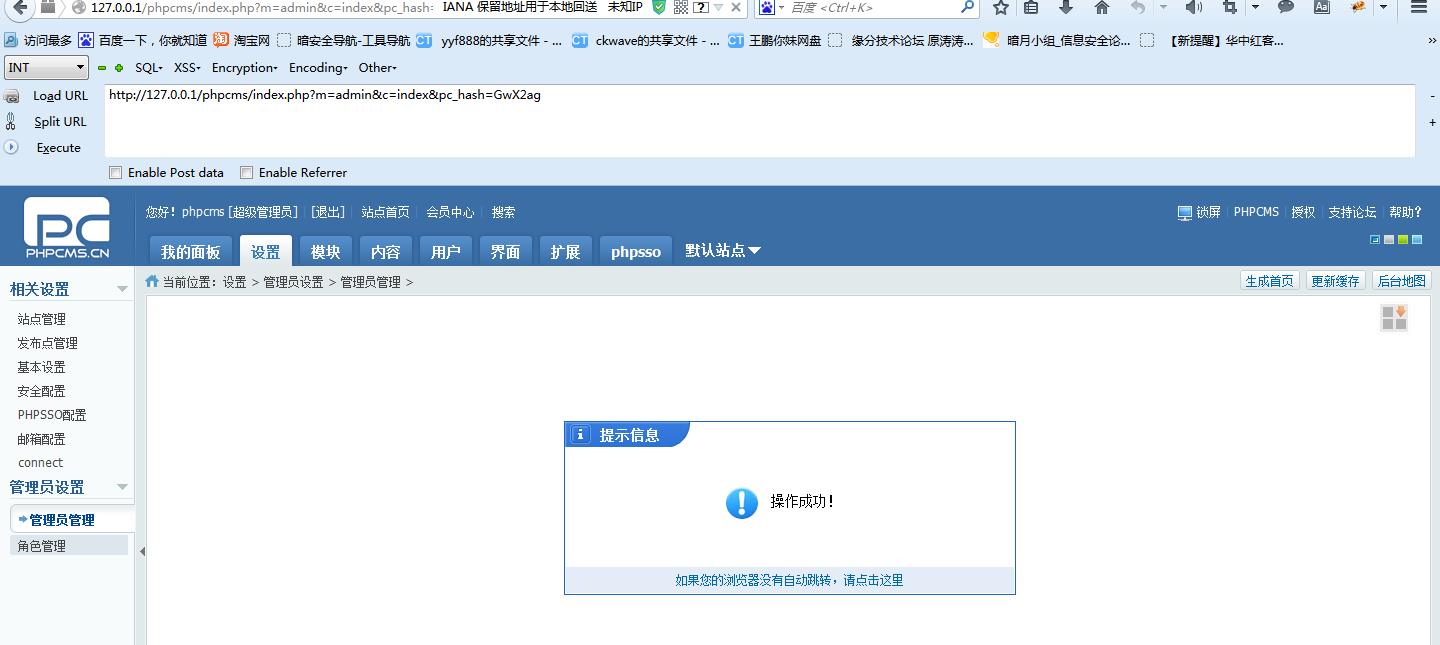 127.0.0.1/phpcms/index.php?m=admin&c=index&pc_hash= IANA 保留地址用于本地回送 未知IP 百度 <Ctrl+K>
访问最多 百度一下，你就知道 淘宝网 暗安全导航-工具导航 yyf888的共享文件 - ... ckwave的共享文件 - ... 王鹏你妹网盘 缘分技术论坛 原涛涛... 暗月小组_信息安全论... 【新提醒】华中红客... »
INT SQL XSS Encryption Encoding Other
Load URL http://127.0.0.1/phpcms/index.php?m=admin&c=index&pc_hash=GwX2ag -
Split URL +
Execute
Enable Post data Enable Referrer
PC
PHPCMS.CN
您好！phpcms [超级管理员] [退出] 站点首页 会员中心 搜索 锁屏 PHPCMS 授权 支持论坛 帮助?
我的面板 设置 模块 内容 用户 界面 扩展 phpsso 默认站点
相关设置 当前位置：设置 > 管理员设置 > 管理员管理 > 生成首页 更新缓存 后台地图
站点管理
发布点管理
基本设置
安全配置
PHPSSO配置
邮箱配置
connect
管理员设置
管理员管理
角色管理
提示信息
操作成功！
如果您的浏览器没有自动跳转，请点击这里